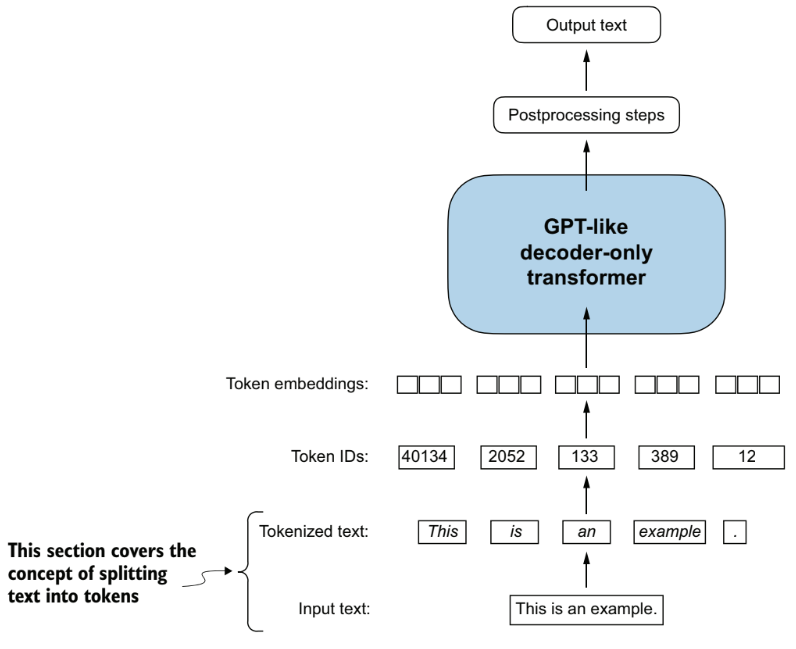 Output text
Postprocessing steps
GPT-like
decoder-only
transformer
Token embeddings:
Token IDs: 40134 2052 133 389 12
Tokenized text: This is an example .
This section covers the
concept of splitting
text into tokens
Input text: This is an example.